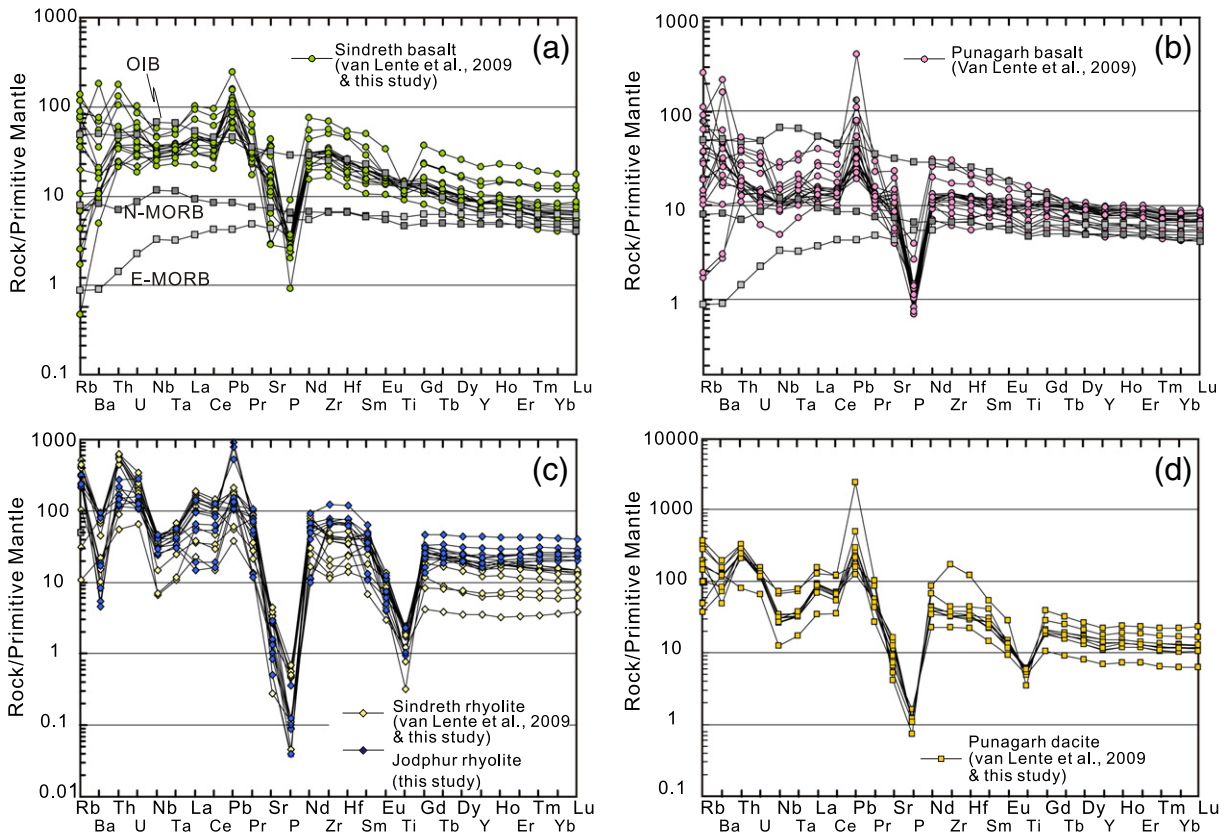 (a)
1000
100
10
1
0.1
Rock/Primitive Mantle
OIB
N-MORB
E-MORB
Sindreth basalt
(van Lente et al., 2009
& this study)
Rb Th Nb La Pb Sr Nd Hf Eu Gd Dy Ho Tm Lu
Ba U Ta Ce Pr P Zr Sm Ti Tb Y Er Yb
(b)
1000
100
10
1
Rock/Primitive Mantle
Punagarh basalt
(Van Lente et al., 2009)
Rb Th Nb La Pb Sr Nd Hf Eu Gd Dy Ho Tm Lu
Ba U Ta Ce Pr P Zr Sm Ti Tb Y Er Yb
(c)
1000
100
10
1
0.1
0.01
Rock/Primitive Mantle
Sindreth rhyolite
(van Lente et al., 2009
& this study)
Jodphur rhyolite
(this study)
Rb Th Nb La Pb Sr Nd Hf Eu Gd Dy Ho Tm Lu
Ba U Ta Ce Pr P Zr Sm Ti Tb Y Er Yb
(d)
10000
1000
100
10
1
0.1
Rock/Primitive Mantle
Punagarh dacite
(van Lente et al., 2009
& this study)
Rb Th Nb La Pb Sr Nd Hf Eu Gd Dy Ho Tm Lu
Ba U Ta Ce Pr P Zr Sm Ti Tb Y Er Yb